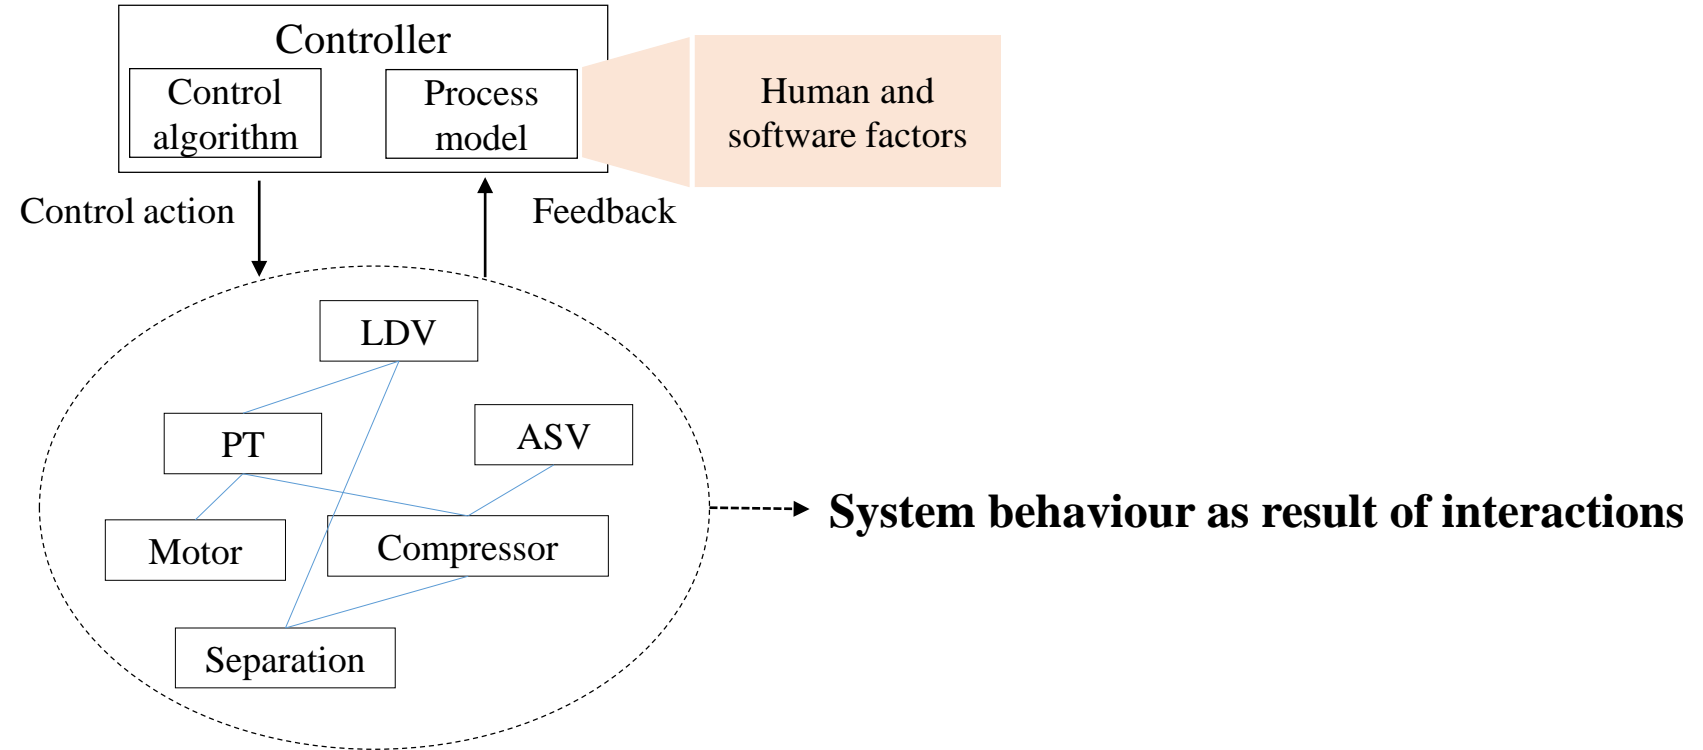 Controller
Control
algorithm
Process
model
Human and
software factors
Control action
Feedback
LDV
PT
ASV
Motor
Compressor
Separation
System behaviour as result of interactions